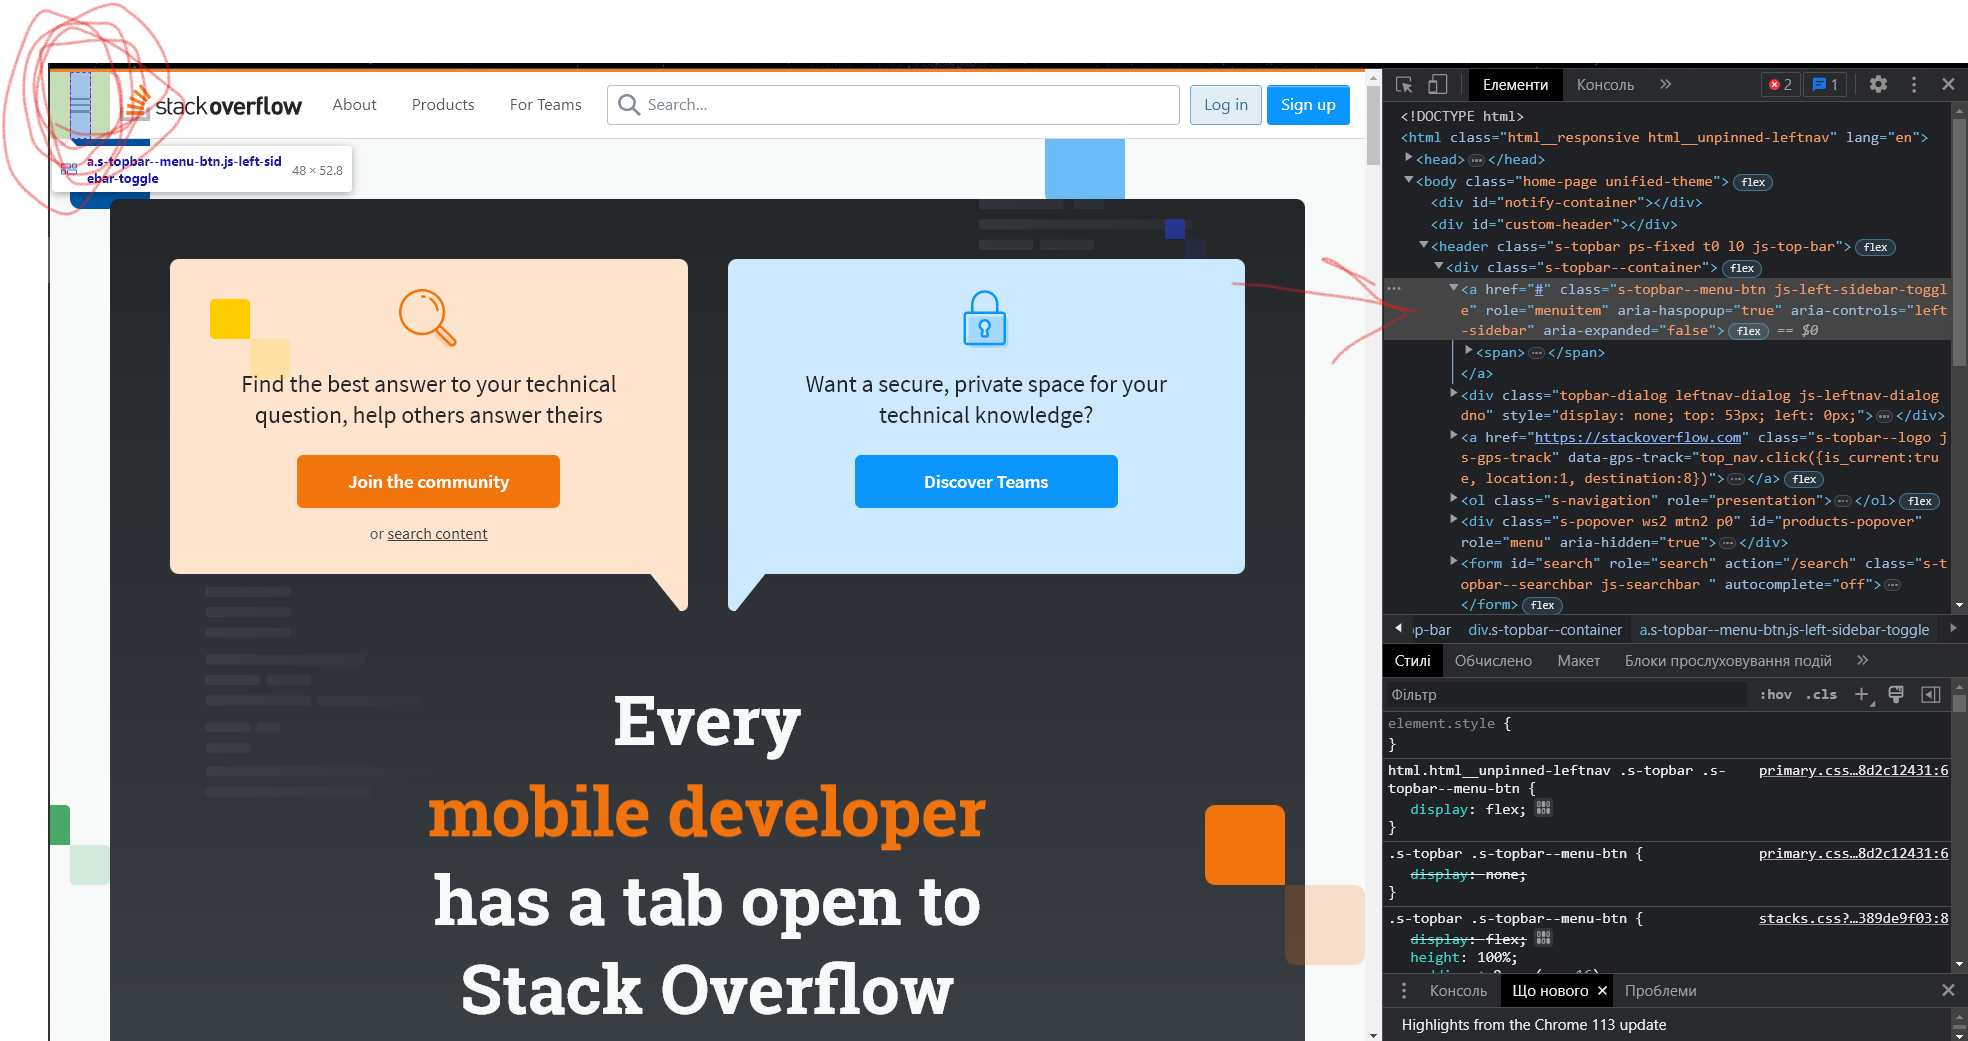 stackoverflow
About
Products
For Teams
Search...
Log in
Sign up
a.s-topbar--menu-btn.js-left-sid
ebar-toggle
48 × 52.8
Find the best answer to your technical
question, help others answer theirs
Join the community
or search content
Want a secure, private space for your
technical knowledge?
Discover Teams
Every
mobile developer
has a tab open to
Stack Overflow
Елементи
Консоль
2
1
<!DOCTYPE html>
<html class="html__responsive html__unpinned-leftnav" lang="en">
<head>…</head>
<body class="home-page unified-theme"> flex
<div id="notify-container"></div>
<div id="custom-header"></div>
<header class="s-topbar ps-fixed t0 l0 js-top-bar"> flex
<div class="s-topbar--container"> flex
<a href="#" class="s-topbar--menu-btn js-left-sidebar-toggl
e" role="menuitem" aria-haspopup="true" aria-controls="left
-sidebar" aria-expanded="false"> flex == $0
<span>…</span>
</a>
<div class="topbar-dialog leftnav-dialog js-leftnav-dialog
dno" style="display: none; top: 53px; left: 0px;">…</div>
<a href="https://stackoverflow.com" class="s-topbar--logo j
s-gps-track" data-gps-track="top_nav.click({is_current:tru
e, location:1, destination:8})">…</a> flex
<ol class="s-navigation" role="presentation">…</ol> flex
<div class="s-popover ws2 mtn2 p0" id="products-popover"
role="menu" aria-hidden="true">…</div>
<form id="search" role="search" action="/search" class="s-t
opbar--searchbar js-searchbar " autocomplete="off">…
</form> flex
p-bar
div.s-topbar--container
a.s-topbar--menu-btn.js-left-sidebar-toggle
Стилі
Обчислено
Макет
Блоки прослуховування подій
Фільтр
:hov
.cls
element.style {
}
html.html__unpinned-leftnav .s-topbar .s-
topbar--menu-btn {
primary.css…8d2c12431:6
display: flex;
}
.s-topbar .s-topbar--menu-btn {
primary.css…8d2c12431:6
display: none;
}
.s-topbar .s-topbar--menu-btn {
stacks.css?…389de9f03:8
display: flex;
height: 100%;
Консоль
Що нового
Проблеми
Highlights from the Chrome 113 update